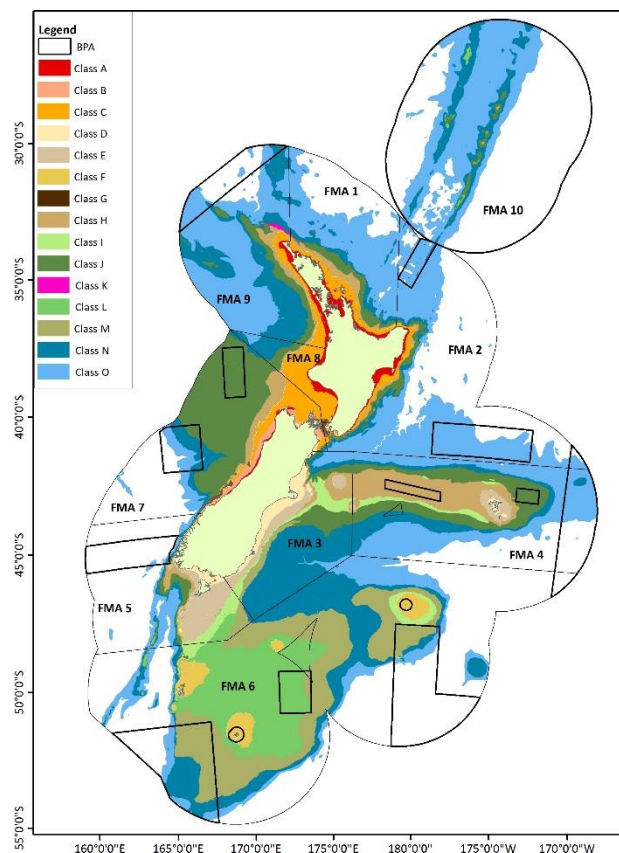 Legend
BPA
Class A
Class B
Class C
Class D
Class E
Class F
Class G
Class H
Class I
Class J
Class K
Class L
Class M
Class N
Class O
FMA 1
FMA 10
FMA 9
FMA 8
FMA 2
FMA 7
FMA 3
FMA 4
FMA 5
FMA 6
30°0'0"S
35°0'0"S
40°0'0"S
45°0'0"S
50°0'0"S
55°0'0"S
160°0'0"E 165°0'0"E 170°0'0"E 175°0'0"E 180°0'0" 175°0'0"W 170°0'0"W